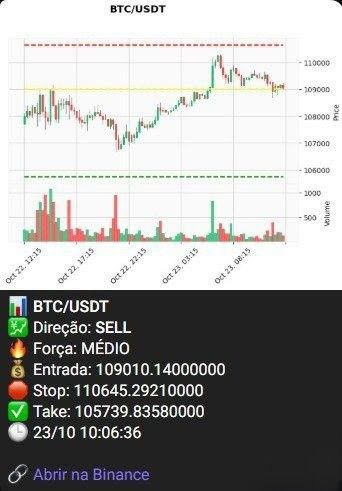 BTC/USDT
110000
109000
108000
107000
106000
Price
1000
500
Volume
Oct 22, 12:15
Oct 22, 17:15
Oct 22, 22:15
Oct 23, 03:15
Oct 23, 08:15
BTC/USDT
Direção: SELL
Força: MÉDIO
Entrada: 109010.14000000
Stop: 110645.29210000
Take: 105739.83580000
23/10 10:06:36
Abrir na Binance